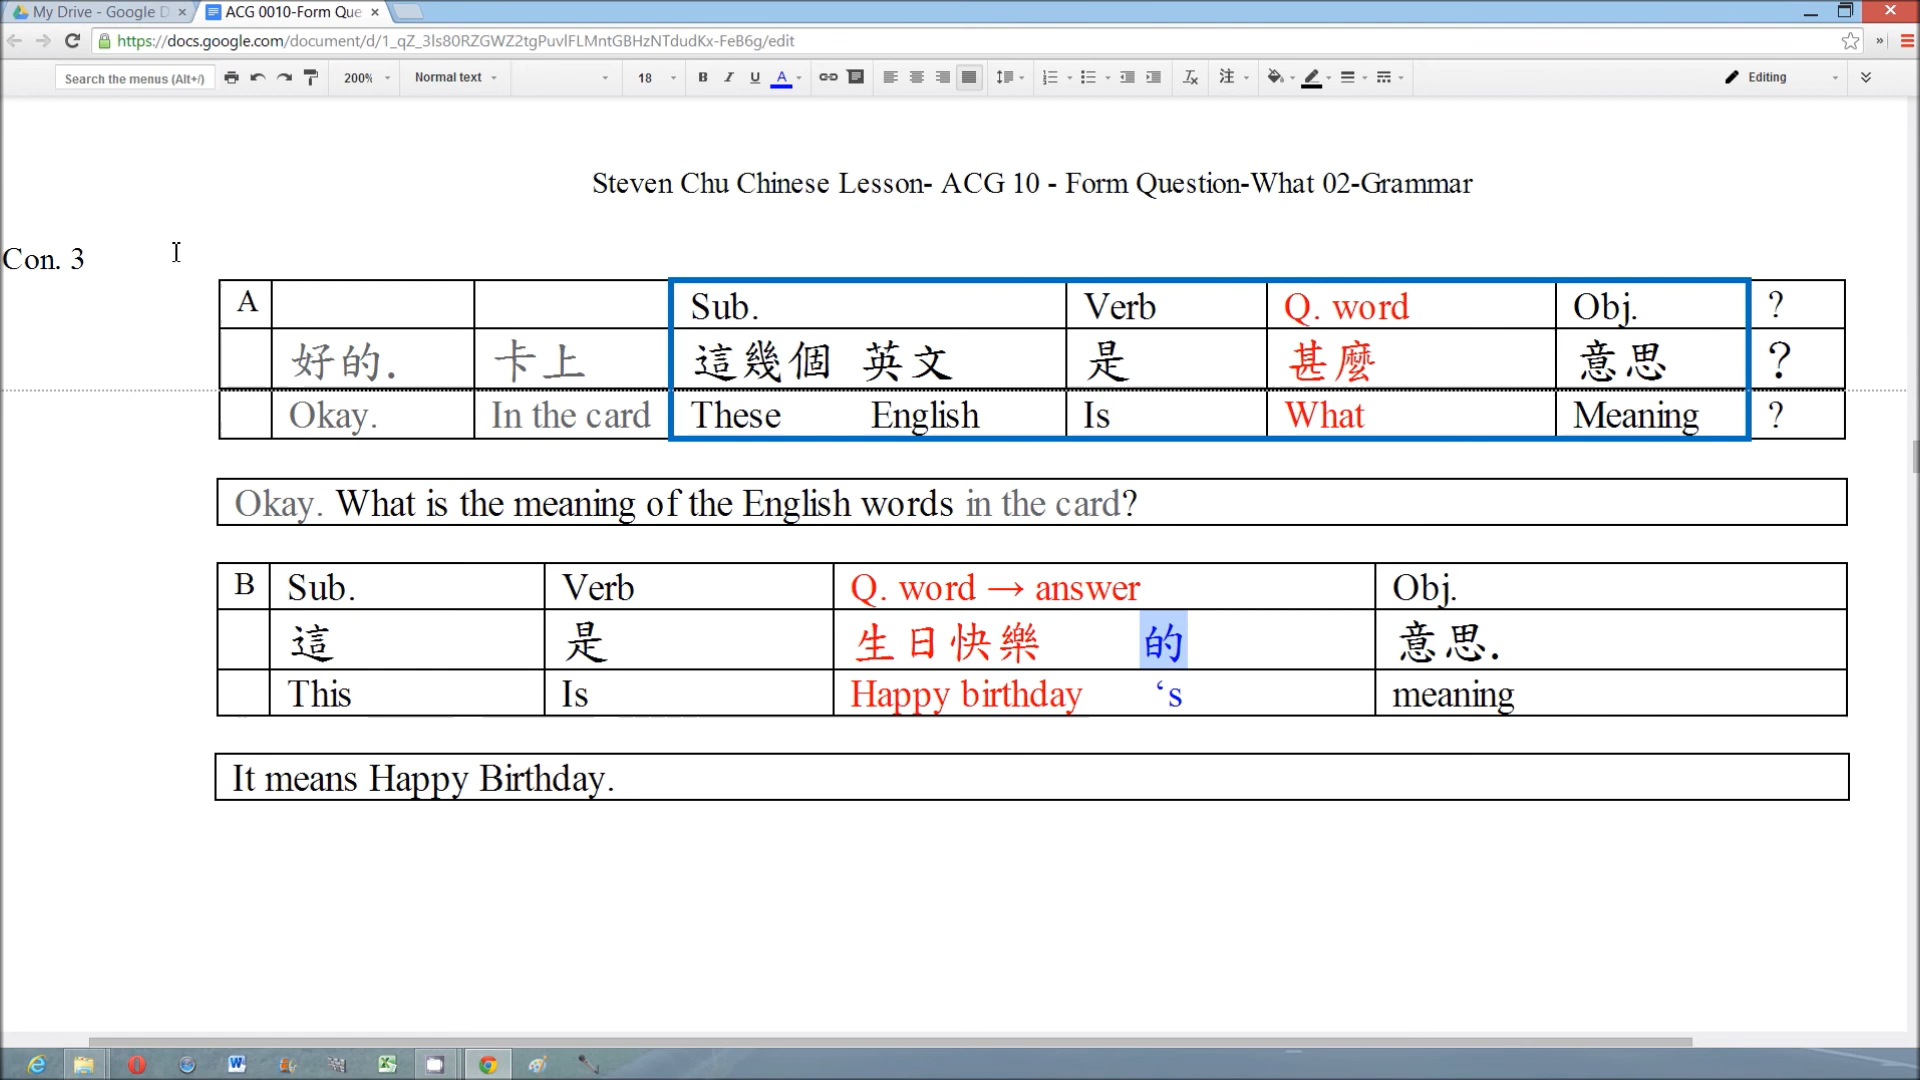 My Drive - Google D
ACG 0010-Form Que
https://docs.google.com/document/d/1_qZ_3ls80RZGWZ2tgPuvlFLMntGBHzNTdudKx-FeB6g/edit
Search the menus (Alt+/) 200% Normal text 18 B I U A 注 Editing
Steven Chu Chinese Lesson- ACG 10 - Form Question-What 02-Grammar
Con. 3
A Sub. Verb Q. word Obj. ?
好的. 卡上 這幾個 英文 是 甚麼 意思 ?
Okay. In the card These English Is What Meaning ?
Okay. What is the meaning of the English words in the card?
B Sub. Verb Q. word → answer Obj.
這 是 生日快樂 的 意思.
This Is Happy birthday ‘s meaning
It means Happy Birthday.